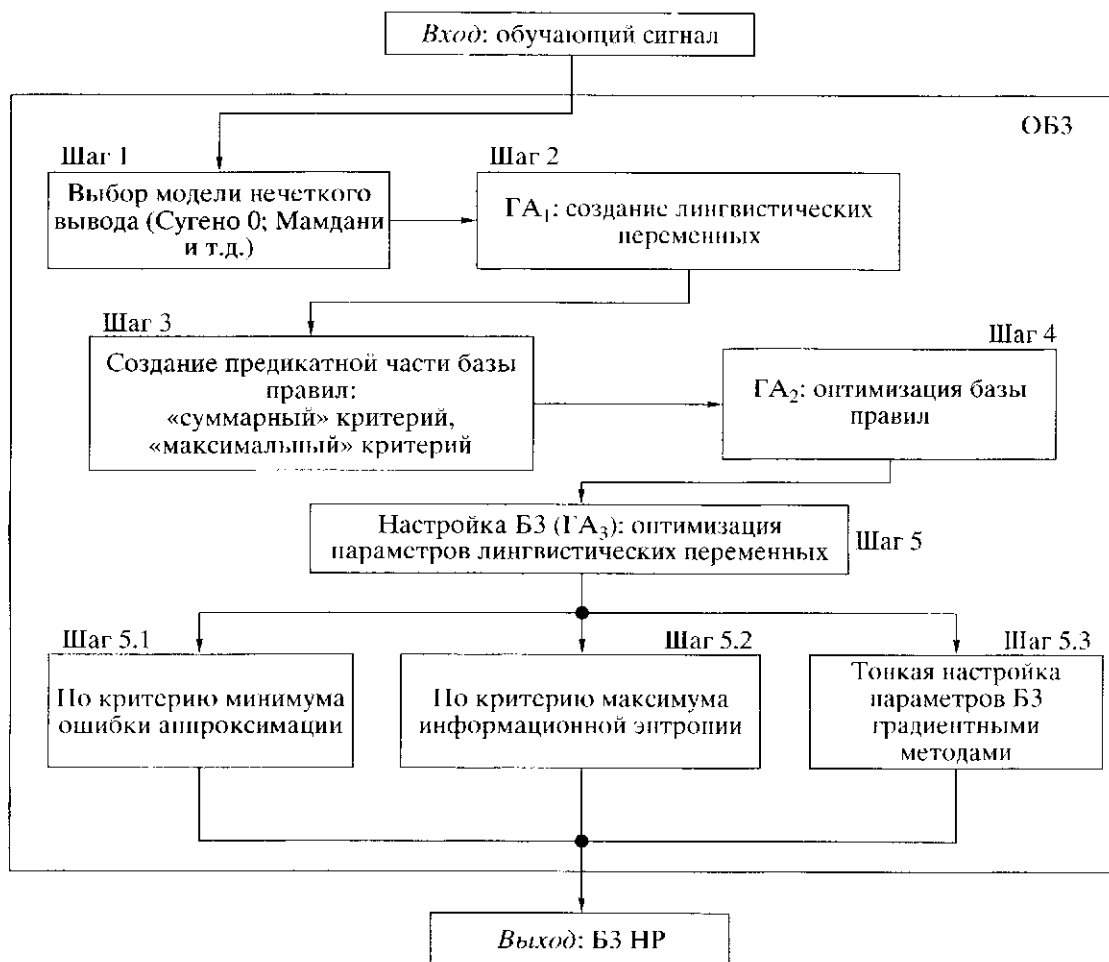 Вход: обучающий сигнал
ОБЗ
Шаг 1
Выбор модели нечеткого
вывода (Сугено 0; Мамдани
и т.д.)
Шаг 2
ГА₁: создание лингвистических
переменных
Шаг 3
Создание предикатной части базы
правил:
«суммарный» критерий,
«максимальный» критерий
Шаг 4
ГА₂: оптимизация базы
правил
Настройка БЗ (ГА₃): оптимизация
параметров лингвистических переменных
Шаг 5
Шаг 5.1
По критерию минимума
ошибки аппроксимации
Шаг 5.2
По критерию максимума
информационной энтропии
Шаг 5.3
Тонкая настройка
параметров БЗ
градиентными
методами
Выход: БЗ НР